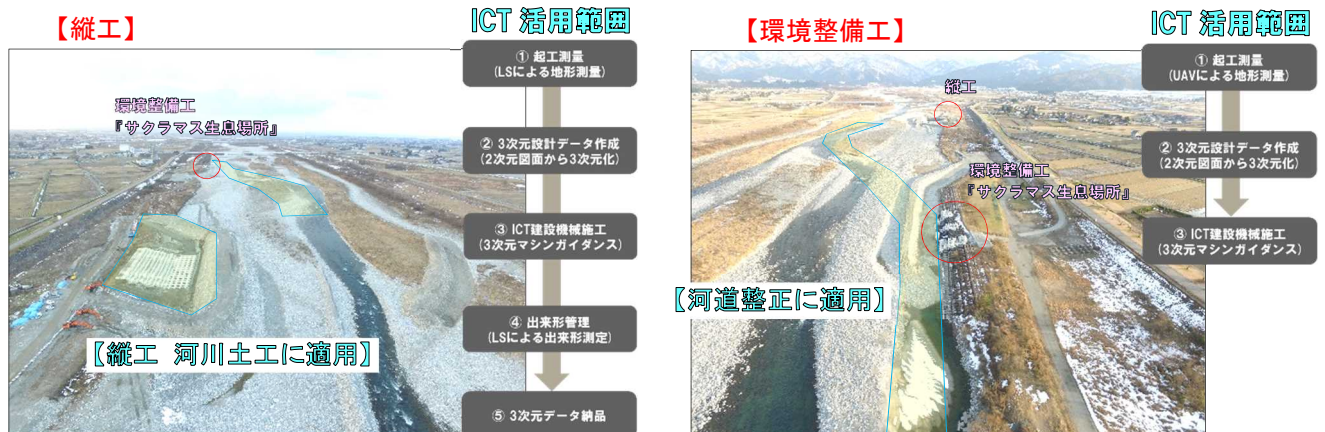 【縦工】
ICT 活用範囲
① 起工測量
(LSによる地形測量)
環境整備工
『サクラマス生息場所』
② 3次元設計データ作成
(2次元図面から3次元化)
③ ICT建設機械施工
(3次元マシンガイダンス)
④ 出来形管理
(LSによる出来形測定)
【縦工 河川土工に適用】
⑤ 3次元データ納品
【環境整備工】
ICT 活用範囲
① 起工測量
(UAVによる地形測量)
縦工
② 3次元設計データ作成
(2次元図面から3次元化)
環境整備工
『サクラマス生息場所』
③ ICT建設機械施工
(3次元マシンガイダンス)
【河道整正に適用】